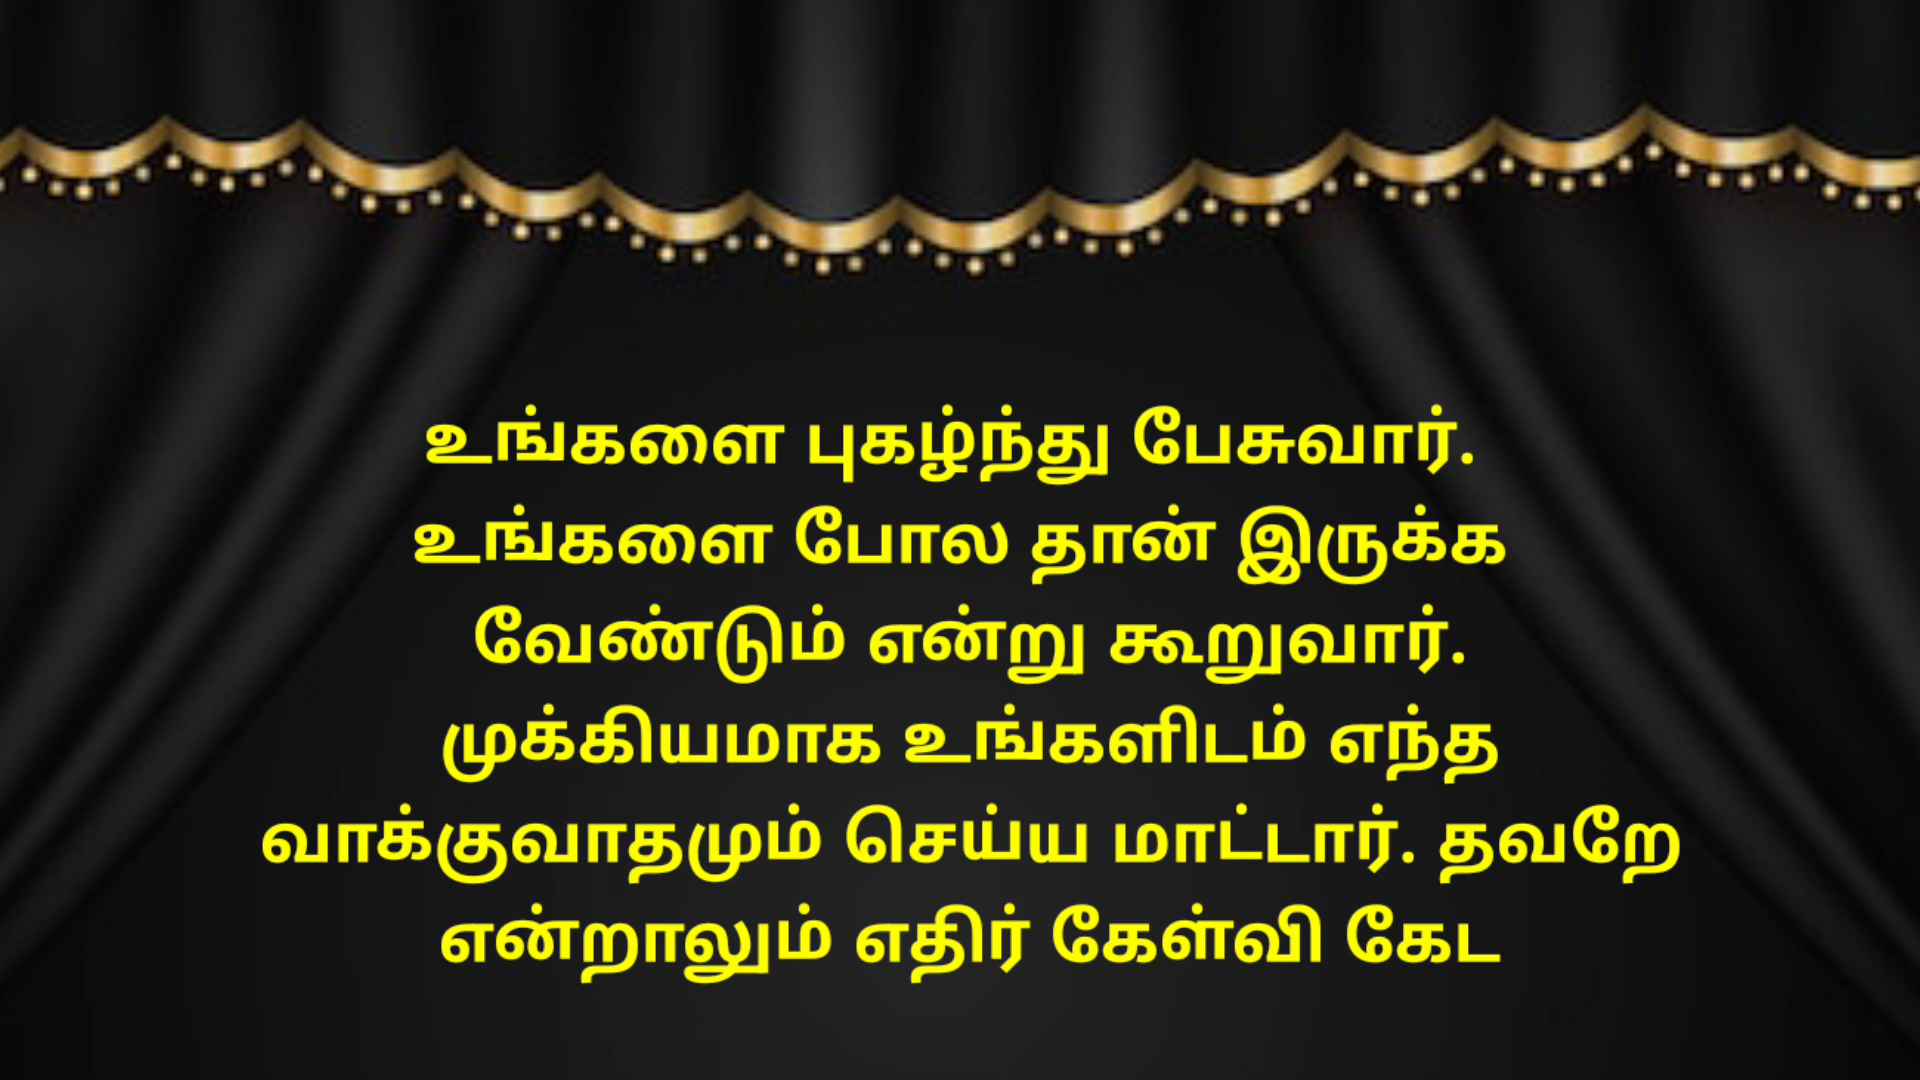 உங்களை புகழ்ந்து பேசுவார்.
உங்களை போல தான் இருக்க
வேண்டும் என்று கூறுவார்.
முக்கியமாக உங்களிடம் எந்த
வாக்குவாதமும் செய்ய மாட்டார். தவறே
என்றாலும் எதிர் கேள்வி கேட